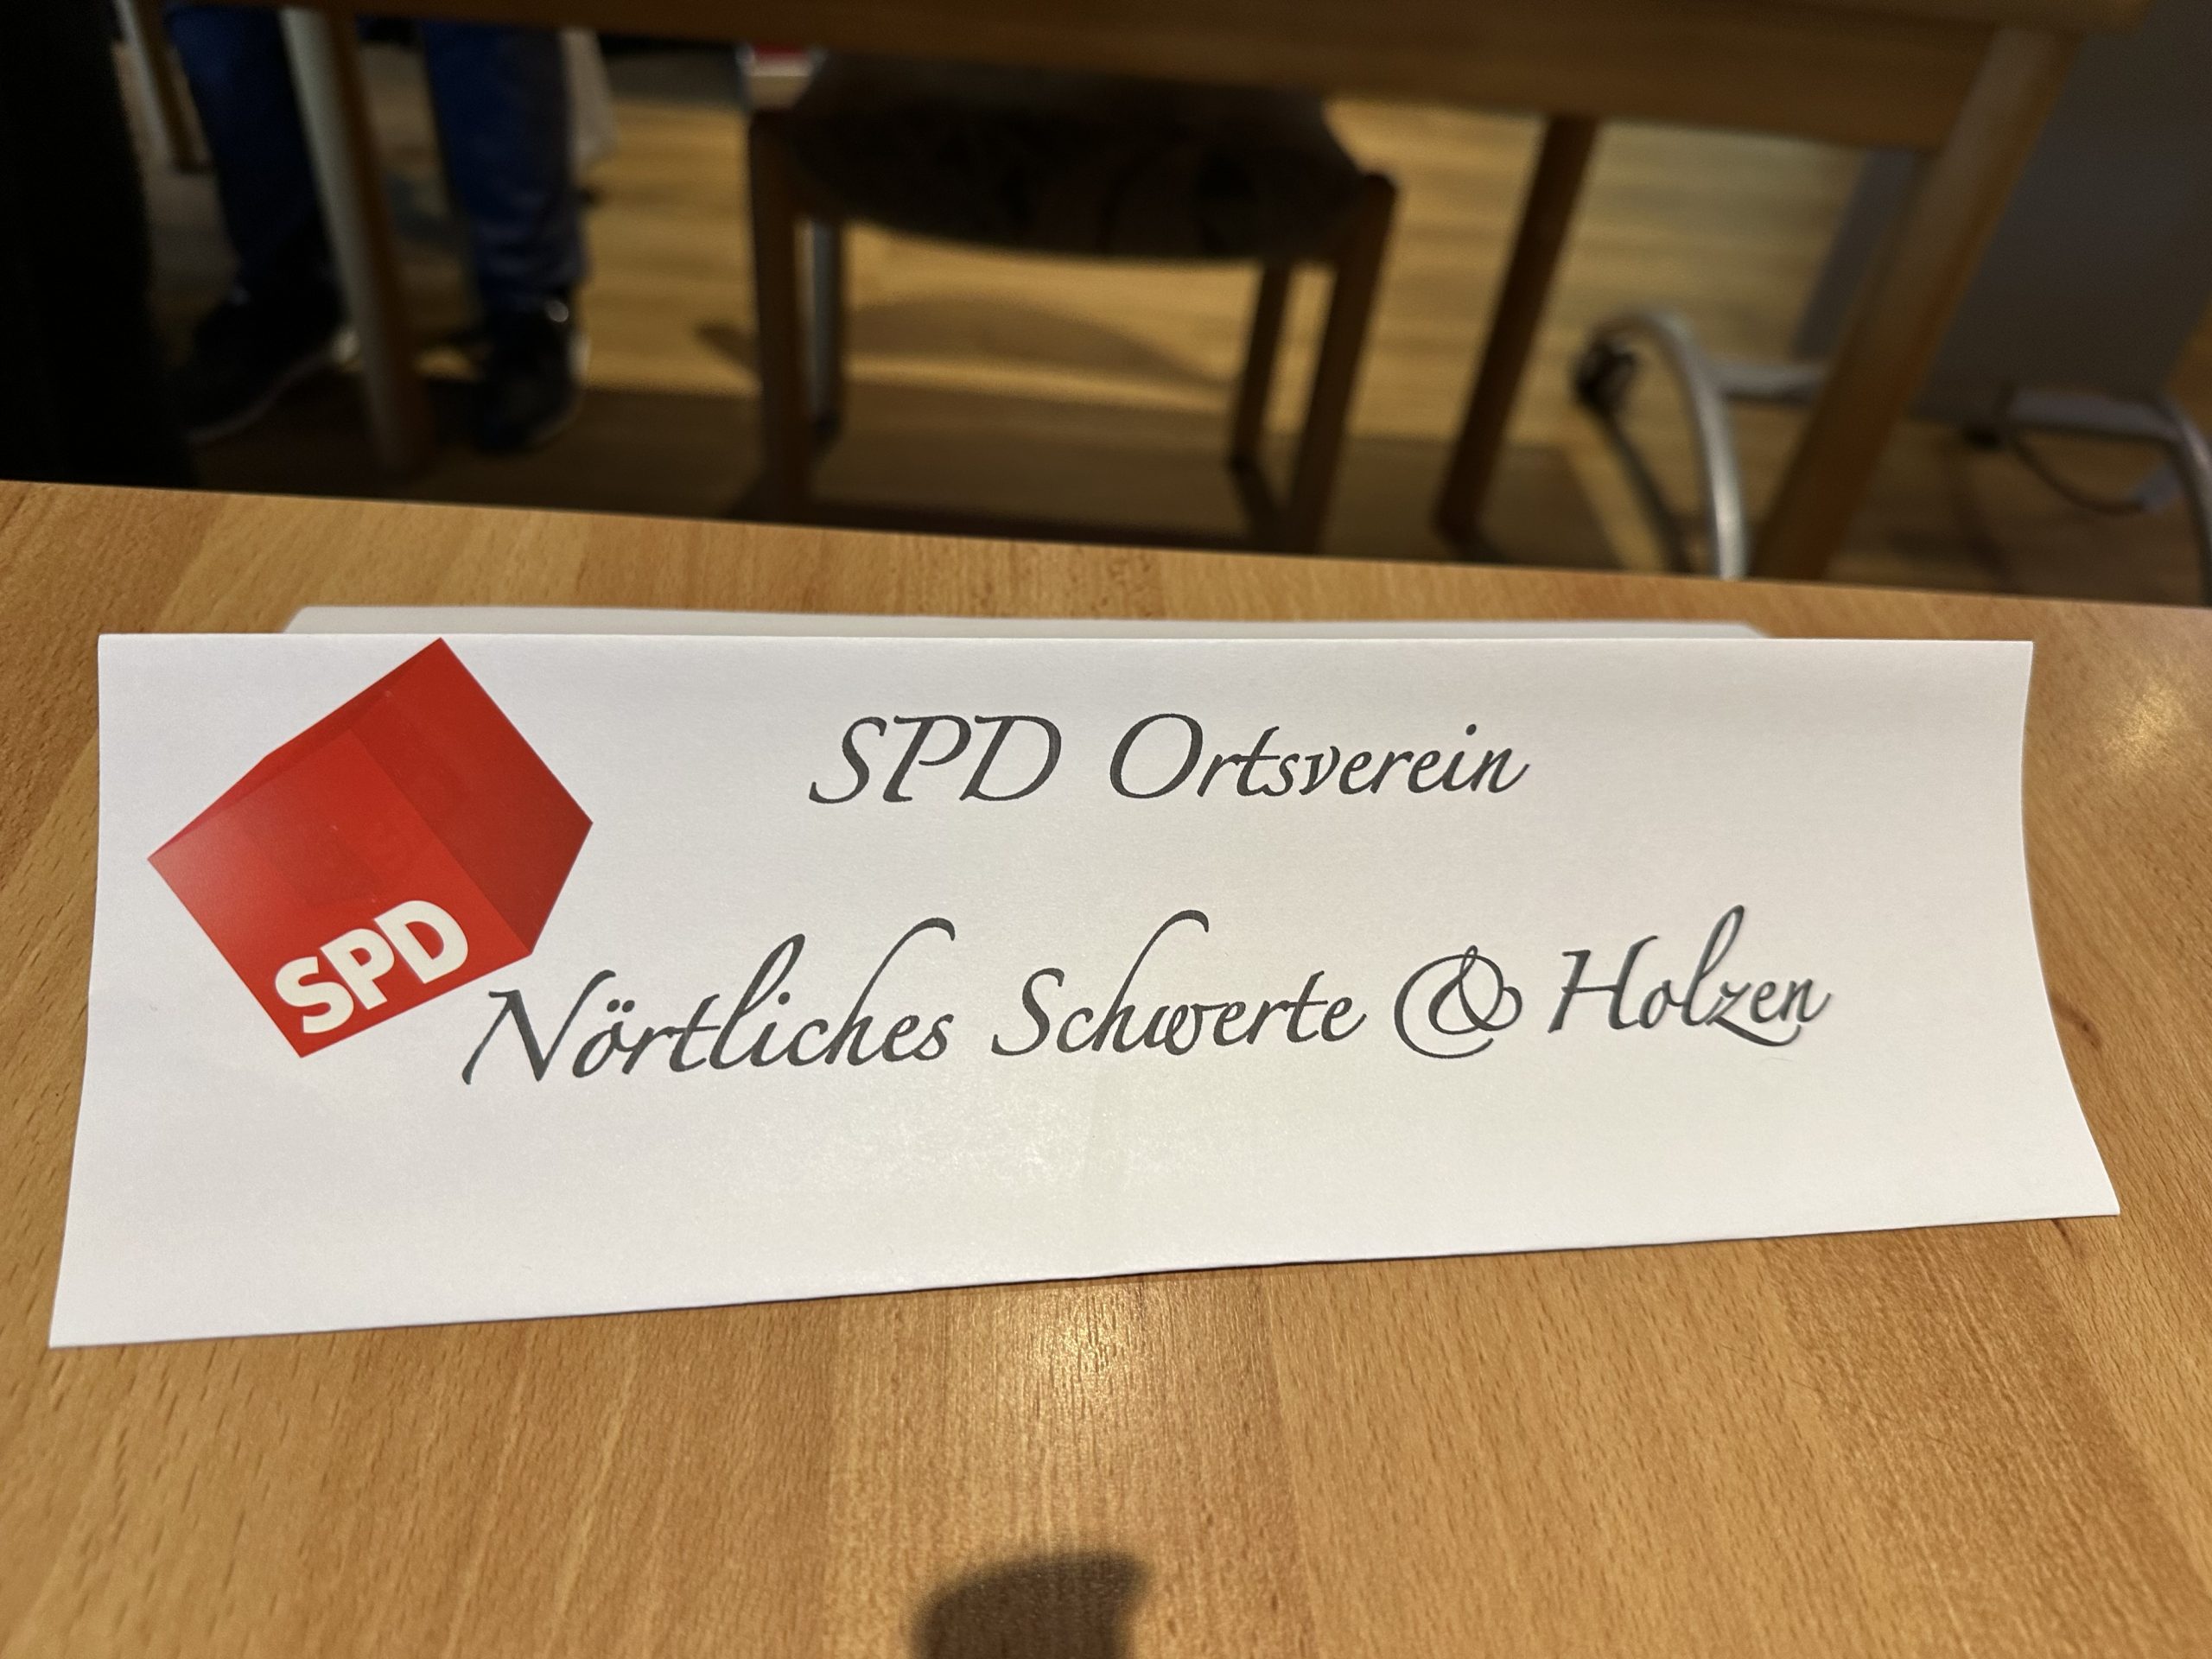 SPD Ortsverein
SPD
Nörtliches Schwerte & Holzen